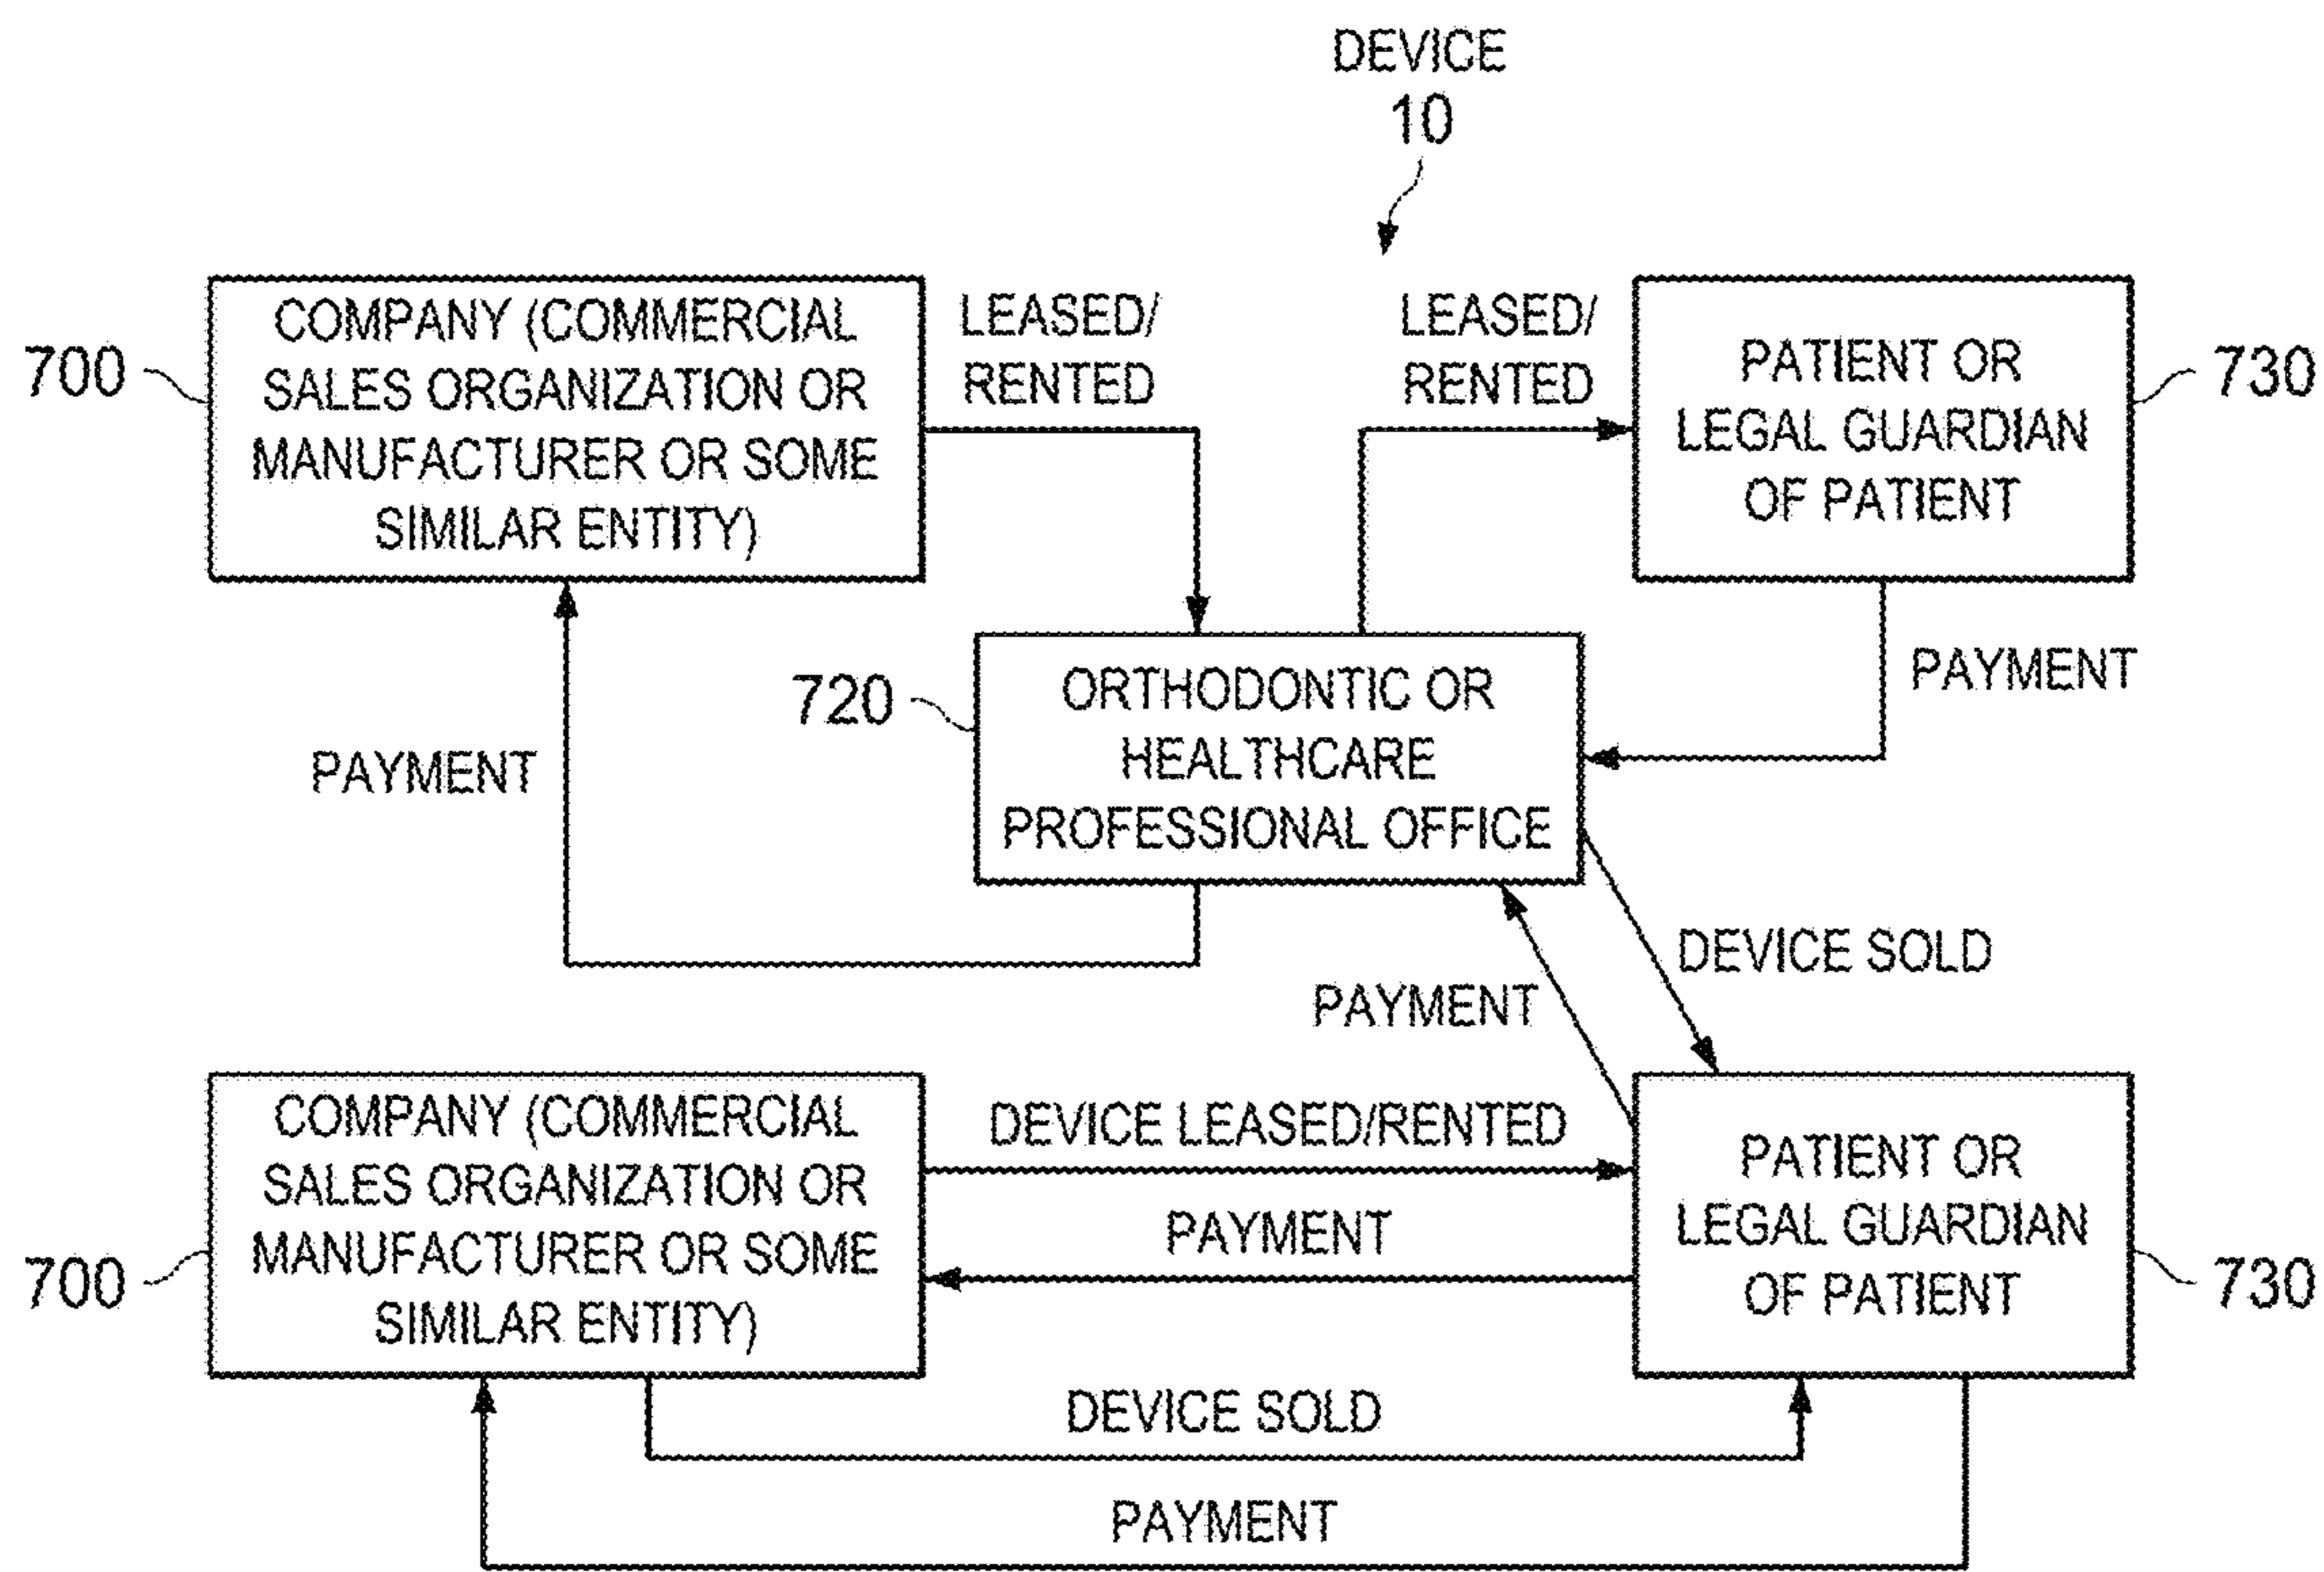 DEVICE
10
700
COMPANY (COMMERCIAL
SALES ORGANIZATION OR
MANUFACTURER OR SOME
SIMILAR ENTITY)
LEASED/
RENTED
LEASED/
RENTED
PATIENT OR
LEGAL GUARDIAN
OF PATIENT
730
PAYMENT
720
ORTHODONTIC OR
HEALTHCARE
PROFESSIONAL OFFICE
PAYMENT
DEVICE SOLD
PAYMENT
700
COMPANY (COMMERCIAL
SALES ORGANIZATION OR
MANUFACTURER OR SOME
SIMILAR ENTITY)
DEVICE LEASED/RENTED
PAYMENT
PATIENT OR
LEGAL GUARDIAN
OF PATIENT
730
DEVICE SOLD
PAYMENT